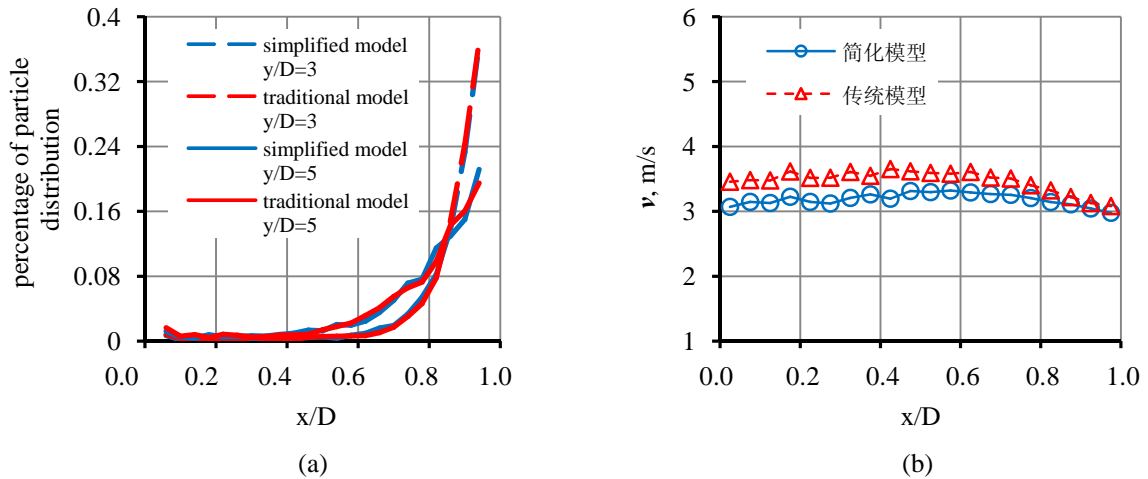 percentage of particle
distribution
0.4
0.32
0.24
0.16
0.08
0
simplified model
y/D=3
traditional model
y/D=3
simplified model
y/D=5
traditional model
y/D=5
0.0 0.2 0.4 0.6 0.8 1.0
x/D
(a)
v, m/s
6
5
4
3
2
1
简化模型
传统模型
0.0 0.2 0.4 0.6 0.8 1.0
x/D
(b)